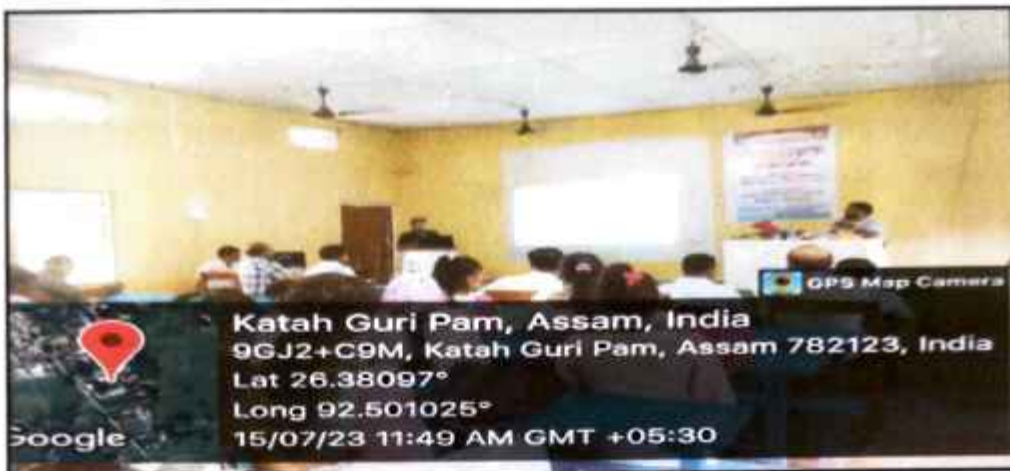 GPS Map Camera
Katah Guri Pam, Assam, India
9GJ2+C9M, Katah Guri Pam, Assam 782123, India
Lat 26.38097°
Long 92.501025°
15/07/23 11:49 AM GMT +05:30
Google